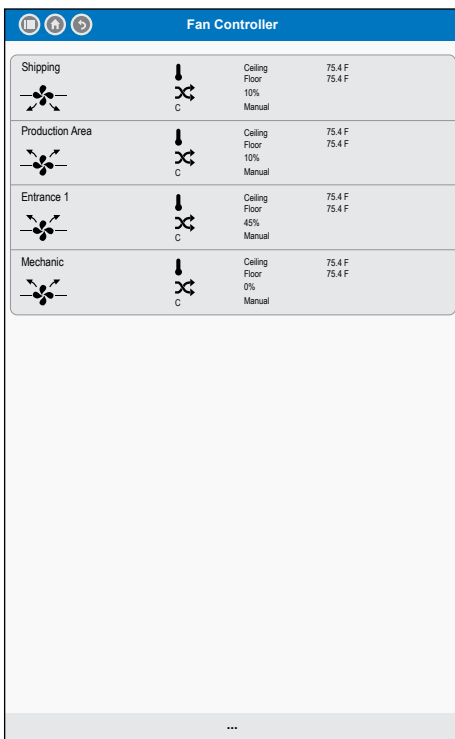 Fan Controller
Shipping
Ceiling 75.4 F
Floor 75.4 F
10%
C Manual
Production Area
Ceiling 75.4 F
Floor 75.4 F
10%
C Manual
Entrance 1
Ceiling 75.4 F
Floor 75.4 F
45%
C Manual
Mechanic
Ceiling 75.4 F
Floor 75.4 F
0%
C Manual
...